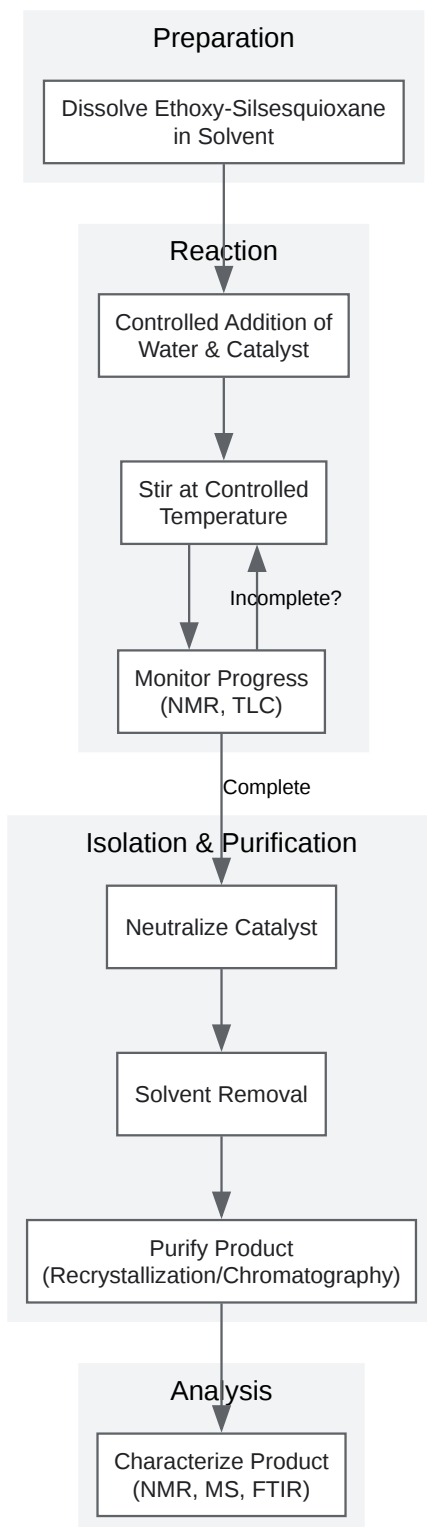 Preparation
Dissolve Ethoxy-Silsesquioxane
in Solvent
Reaction
Controlled Addition of
Water & Catalyst
Stir at Controlled
Temperature
Incomplete?
Monitor Progress
(NMR, TLC)
Complete
Isolation & Purification
Neutralize Catalyst
Solvent Removal
Purify Product
(Recrystallization/Chromatography)
Analysis
Characterize Product
(NMR, MS, FTIR)